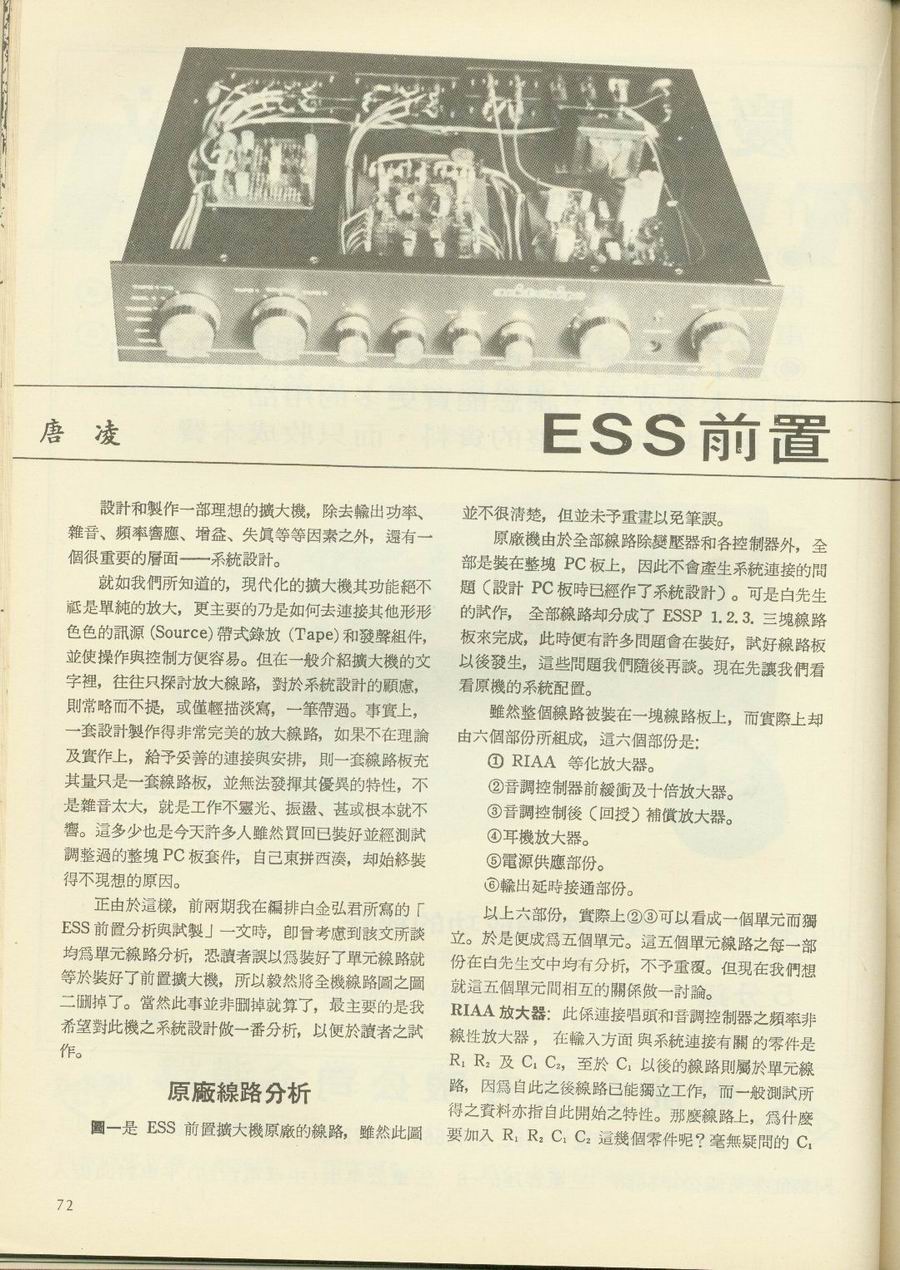 唐凌
ESS前置
設計和製作一部理想的擴大機，除去輸出功率、
雜音、頻率響應、增益、失眞等等因素之外，還有一
個很重要的層面——系統設計。
就如我們所知道的，現代化的擴大機其功能絕不
祗是單純的放大，更主要的乃是如何去連接其他形形
色色的訊源 (Source) 帶式錄放 (Tape) 和發聲組件，
並使操作與控制方便容易。但在一般介紹擴大機的文
字裡，往往只探討放大線路，對於系統設計的顧慮，
則常略而不提，或僅輕描淡寫，一筆帶過。事實上，
一套設計製作得非常完美的放大線路，如果不在理論
及實作上，給予妥善的連接與安排，則一套線路板充
其量只是一套線路板，並無法發揮其優異的特性，不
是雜音太大，就是工作不靈光、振盪、甚或根本就不
響。這多少也是今天許多人雖然買回已裝好並經測試
調整過的整塊 PC 板套件，自己東拼西湊，却始終裝
得不現想的原因。
正由於這樣，前兩期我在編排白金弘君所寫的「
ESS 前置分析與試製」一文時，卽曾考慮到該文所談
均爲單元線路分析，恐讀者誤以爲裝好了單元線路就
等於裝好了前置擴大機，所以毅然將全機線路圖之圖
二刪掉了。當然此事並非刪掉就算了，最主要的是我
希望對此機之系統設計做一番分析，以便於讀者之試
作。
原廠線路分析
圖一是 ESS 前置擴大機原廠的線路，雖然此圖
並不很清楚，但並未予重畫以免筆誤。
原廠機由於全部線路除變壓器和各控制器外，全
部是裝在整塊 PC 板上，因此不會產生系統連接的問
題（設計 PC 板時已經作了系統設計）。可是白先生
的試作，全部線路却分成了 ESSP 1.2.3. 三塊線路
板來完成，此時便有許多問題會在裝好，試好線路板
以後發生，這些問題我們隨後再談。現在先讓我們看
看原機的系統配置。
雖然整個線路被裝在一塊線路板上，而實際上却
由六個部份所組成，這六個部份是：
① RIAA 等化放大器。
②音調控制器前緩衝及十倍放大器。
③音調控制後（回授）補償放大器。
④耳機放大器。
⑤電源供應部份。
⑥輸出延時接通部份。
以上六部份，實際上②③可以看成一個單元而獨
立。於是便成爲五個單元。這五個單元線路之每一部
份在白先生文中均有分析，不予重覆。但現在我們想
就這五個單元間相互的關係做一討論。
RIAA 放大器：此係連接唱頭和音調控制器之頻率非
線性放大器，在輸入方面與系統連接有關的零件是
R₁ R₂ 及 C₁ C₂，至於 C₁ 以後的線路則屬於單元線
路，因爲自此之後線路已能獨立工作，而一般測試所
得之資料亦指自此開始之特性。那麽線路上，爲什麽
要加入 R₁ R₂ C₁ C₂ 這幾個零件呢？毫無疑問的 C₁
72